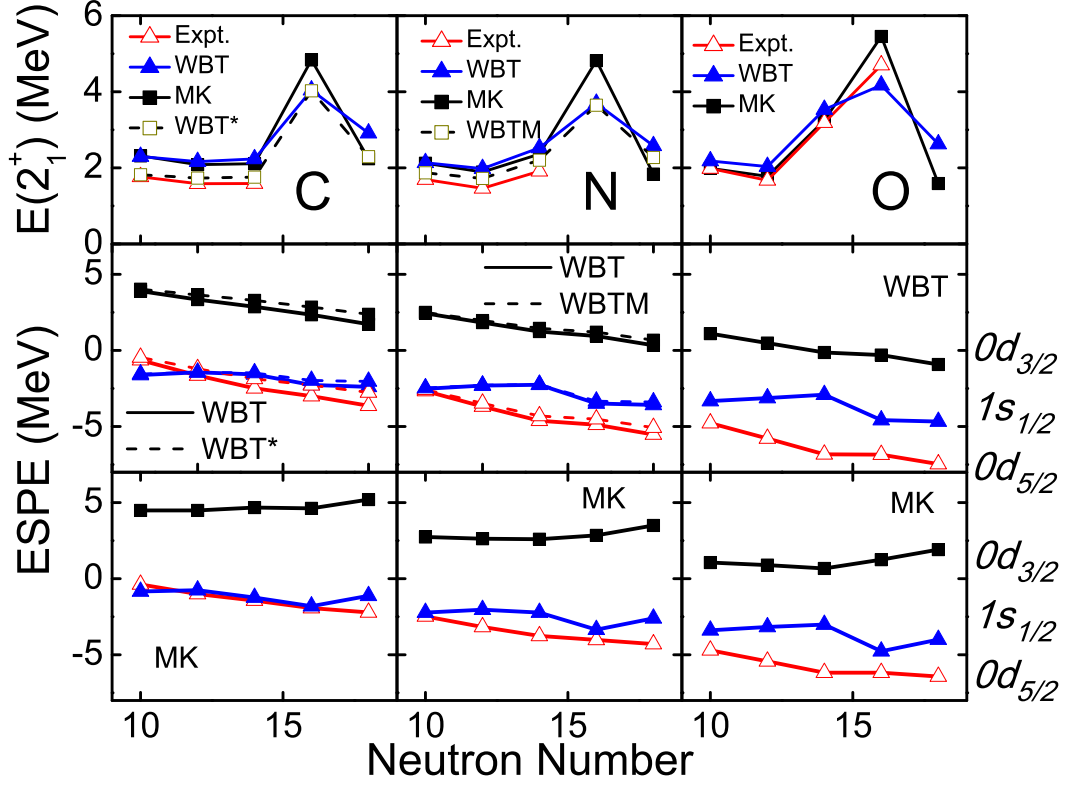 E(2₁⁺) (MeV)
6
4
2
0
Expt.
WBT
MK
WBT*
C
Expt.
WBT
MK
WBTM
N
Expt.
WBT
MK
O
ESPE (MeV)
5
0
-5
WBT
WBT*
WBT
WBTM
WBT
0d3/2
1s1/2
0d5/2
5
0
-5
MK
MK
MK
0d3/2
1s1/2
0d5/2
10 15 10 15 10 15
Neutron Number